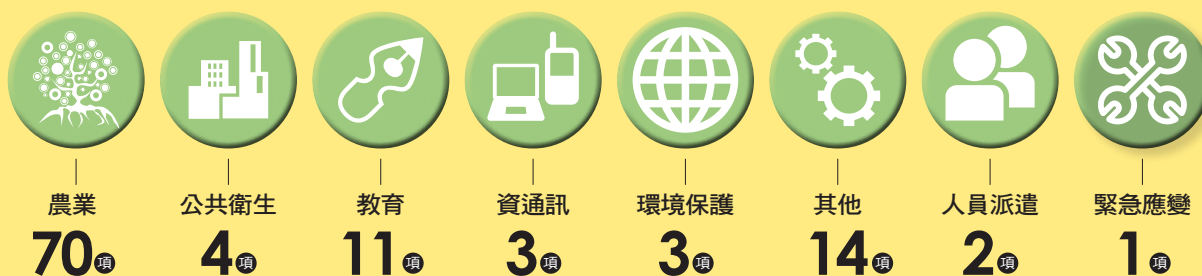 農業 公共衛生 教育 資通訊 環境保護 其他 人員派遣 緊急應變
70項 4項 11項 3項 3項 14項 2項 1項